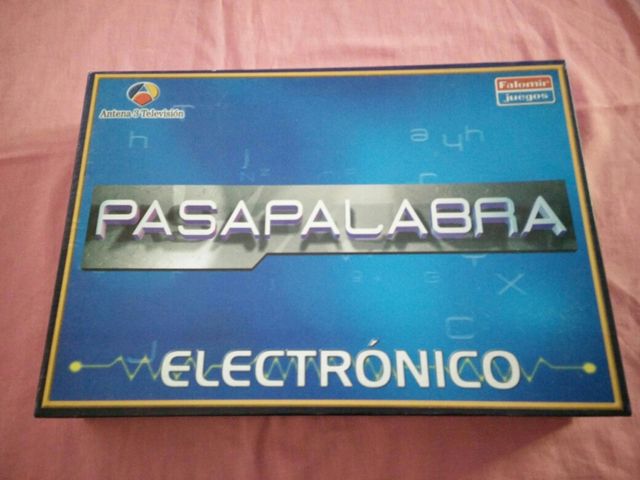 Antena 3 Televisión
Falomir
juegos
h
a y h
PASAPALABRA
X
C
ELECTRÓNICO